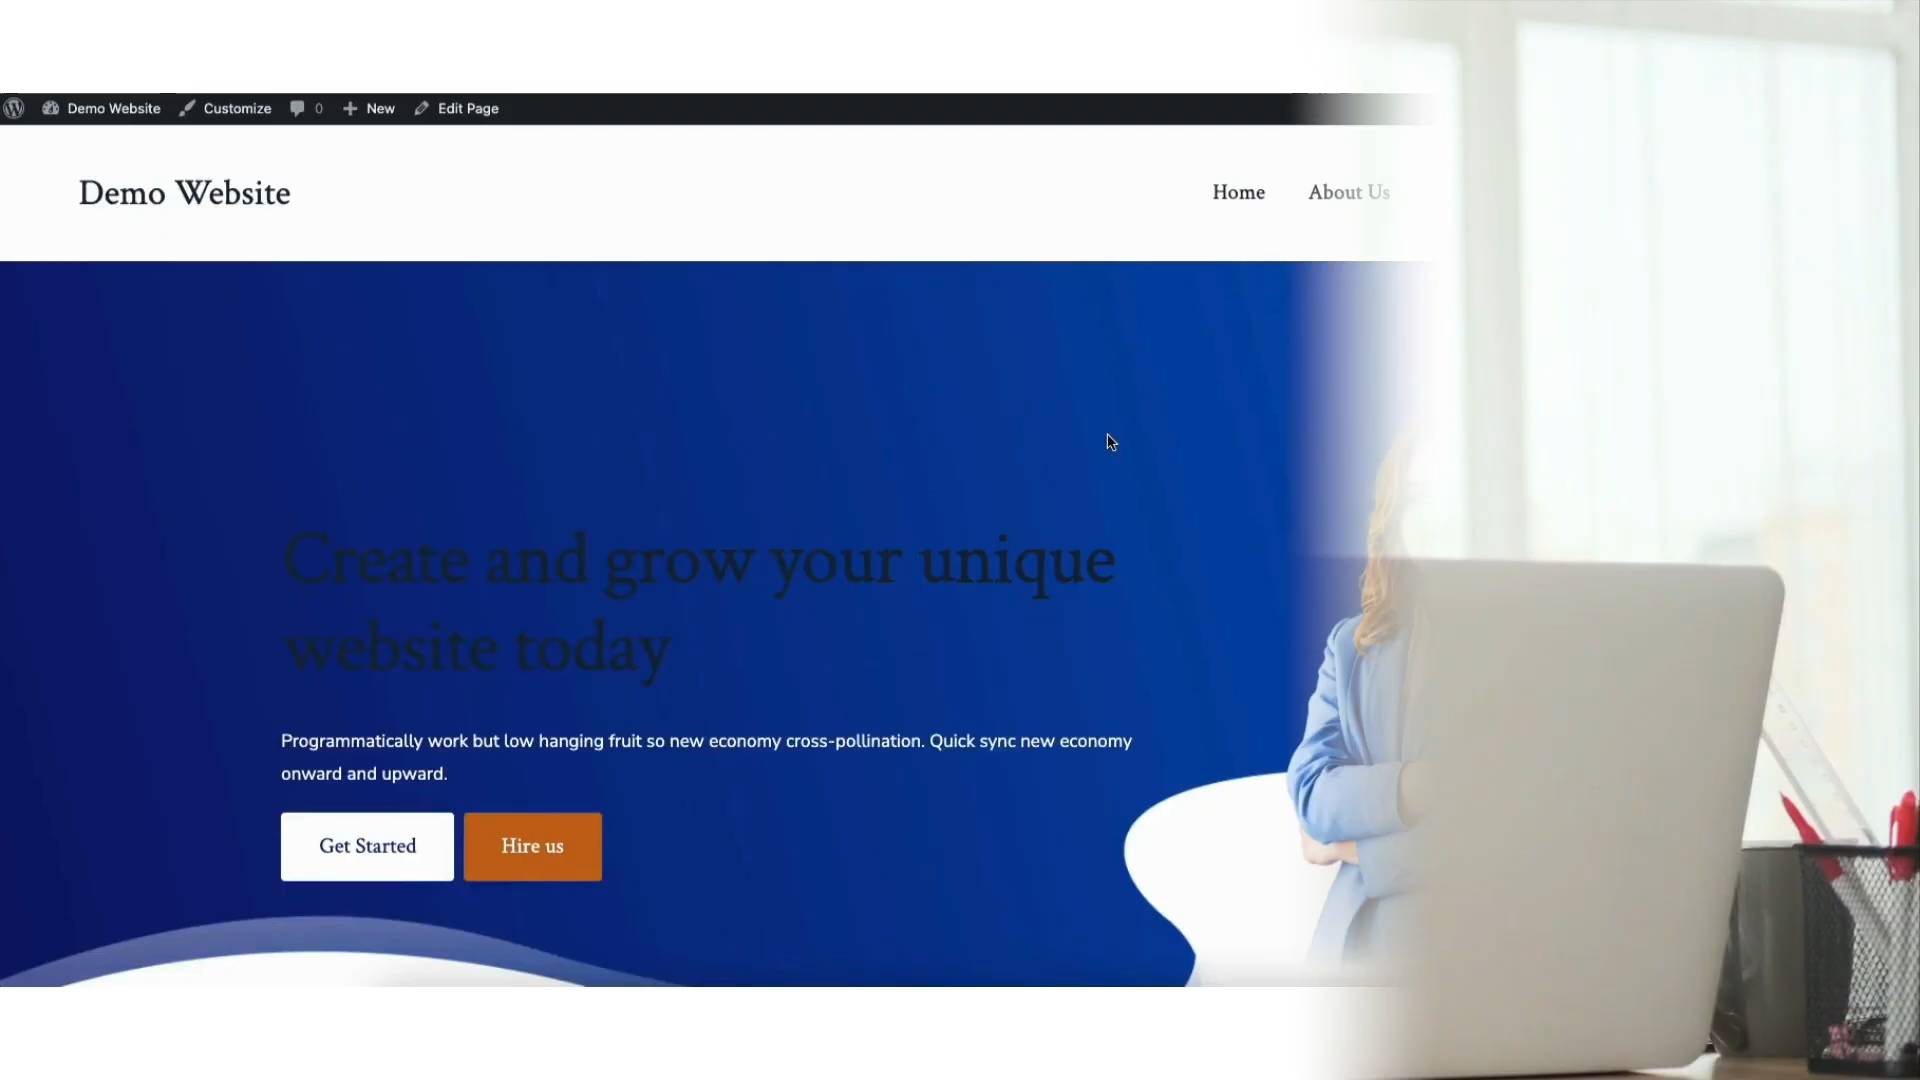 Demo Website Customize 0 New Edit Page
Demo Website
Home About Us
Create and grow your unique
website today
Programmatically work but low hanging fruit so new economy cross-pollination. Quick sync new economy
onward and upward.
Get Started Hire us